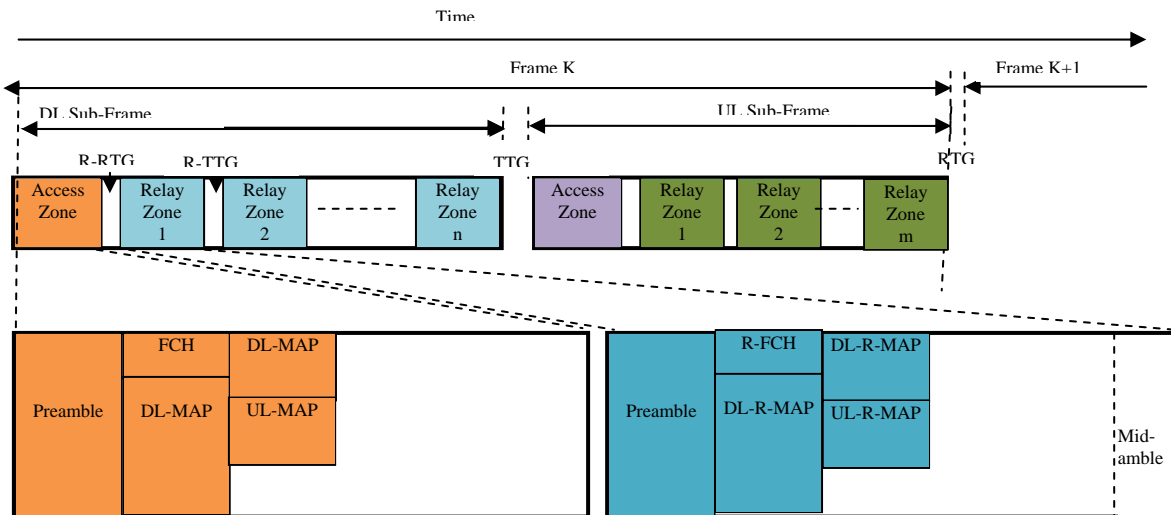 Time
Frame K
Frame K+1
DL Sub-Frame
UL Sub-Frame
R-RTG
R-TTG
TTG
RTG
Access
Zone
Relay
Zone
1
Relay
Zone
2
Relay
Zone
n
Access
Zone
Relay
Zone
1
Relay
Zone
2
Relay
Zone
m
Preamble
FCH
DL-MAP
DL-MAP
UL-MAP
Preamble
R-FCH
DL-R-MAP
DL-R-MAP
UL-R-MAP
Mid-
amble